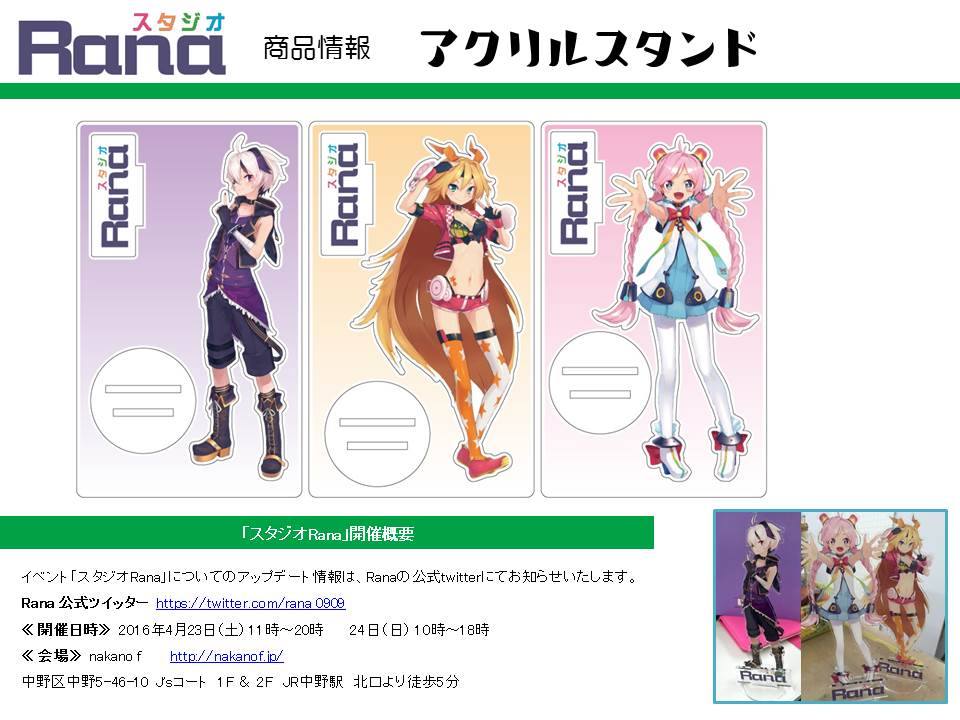 スタジオ
Rana
商品情報
アクリルスタンド
スタジオ
Rana
スタジオ
Rana
スタジオ
Rana
「スタジオRana」開催概要
イベント「スタジオRana」についてのアップデート情報は、Ranaの公式twitterにてお知らせいたします。
Rana 公式ツイッター https://twitter.com/rana_0909
≪開催日時≫ 2016年4月23日(土)11時～20時 24日(日)10時～18時
≪会場≫ nakano f http://nakanof.jp/
中野区中野5-46-10 J'sコート 1F & 2F JR中野駅 北口より徒歩5分
Rana
Rana
Rana